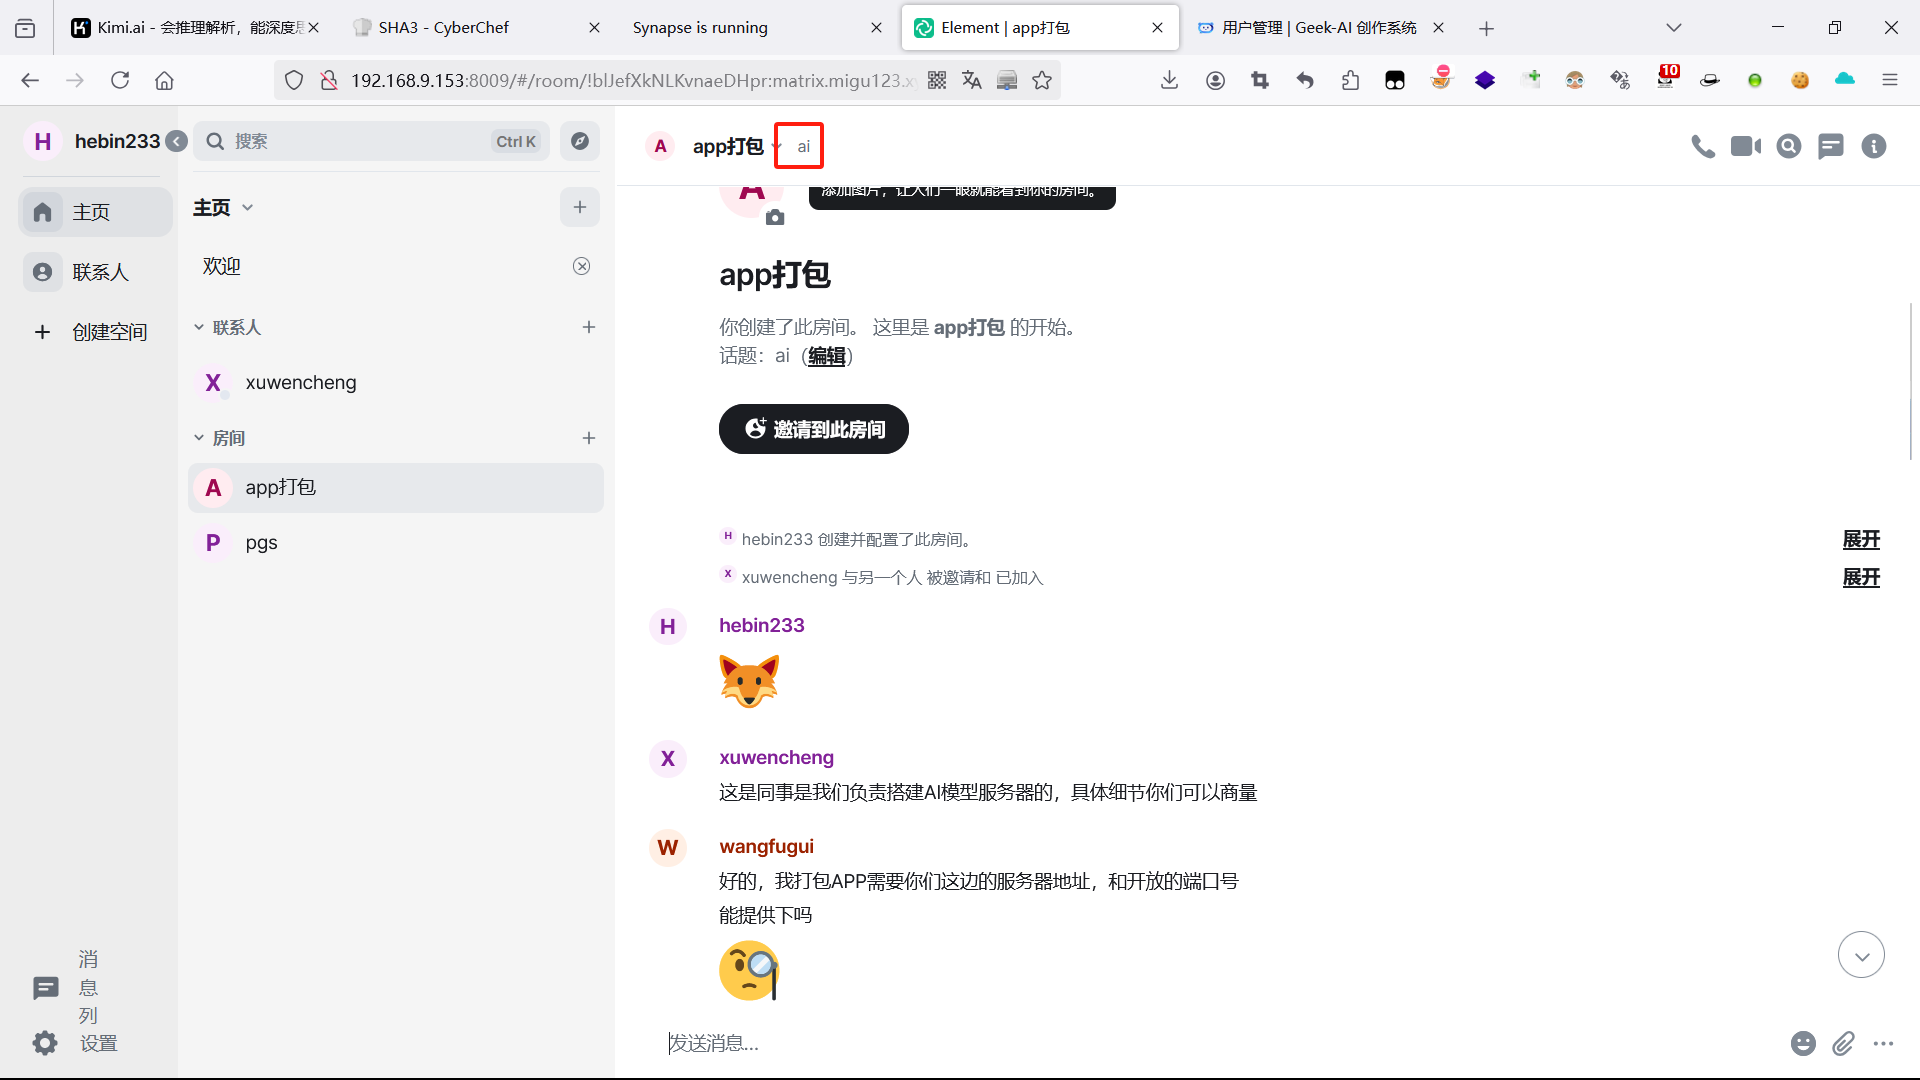 Kimi.ai - 会推理解析，能深度思
SHA3 - CyberChef
Synapse is running
Element | app打包
用户管理 | Geek-AI 创作系统
192.168.9.153:8009/#/room/!blJefXkNLKvnaeDHpr:matrix.migu123.x
10
H
hebin233
搜索
Ctrl K
A
app打包
ai
主页
主页
添加图片，让人们一眼就能看到你的房间。
A
联系人
欢迎
创建空间
app打包
联系人
你创建了此房间。 这里是 app打包 的开始。
话题：ai（编辑）
X
xuwencheng
邀请到此房间
房间
A
app打包
P
pgs
H
hebin233 创建并配置了此房间。
展开
X
xuwencheng 与另一个人 被邀请和 已加入
展开
H
hebin233
X
xuwencheng
这是同事是我们负责搭建AI模型服务器的，具体细节你们可以商量
W
wangfugui
好的，我打包APP需要你们这边的服务器地址，和开放的端口号
能提供下吗
消
息
列
设置
发送消息...